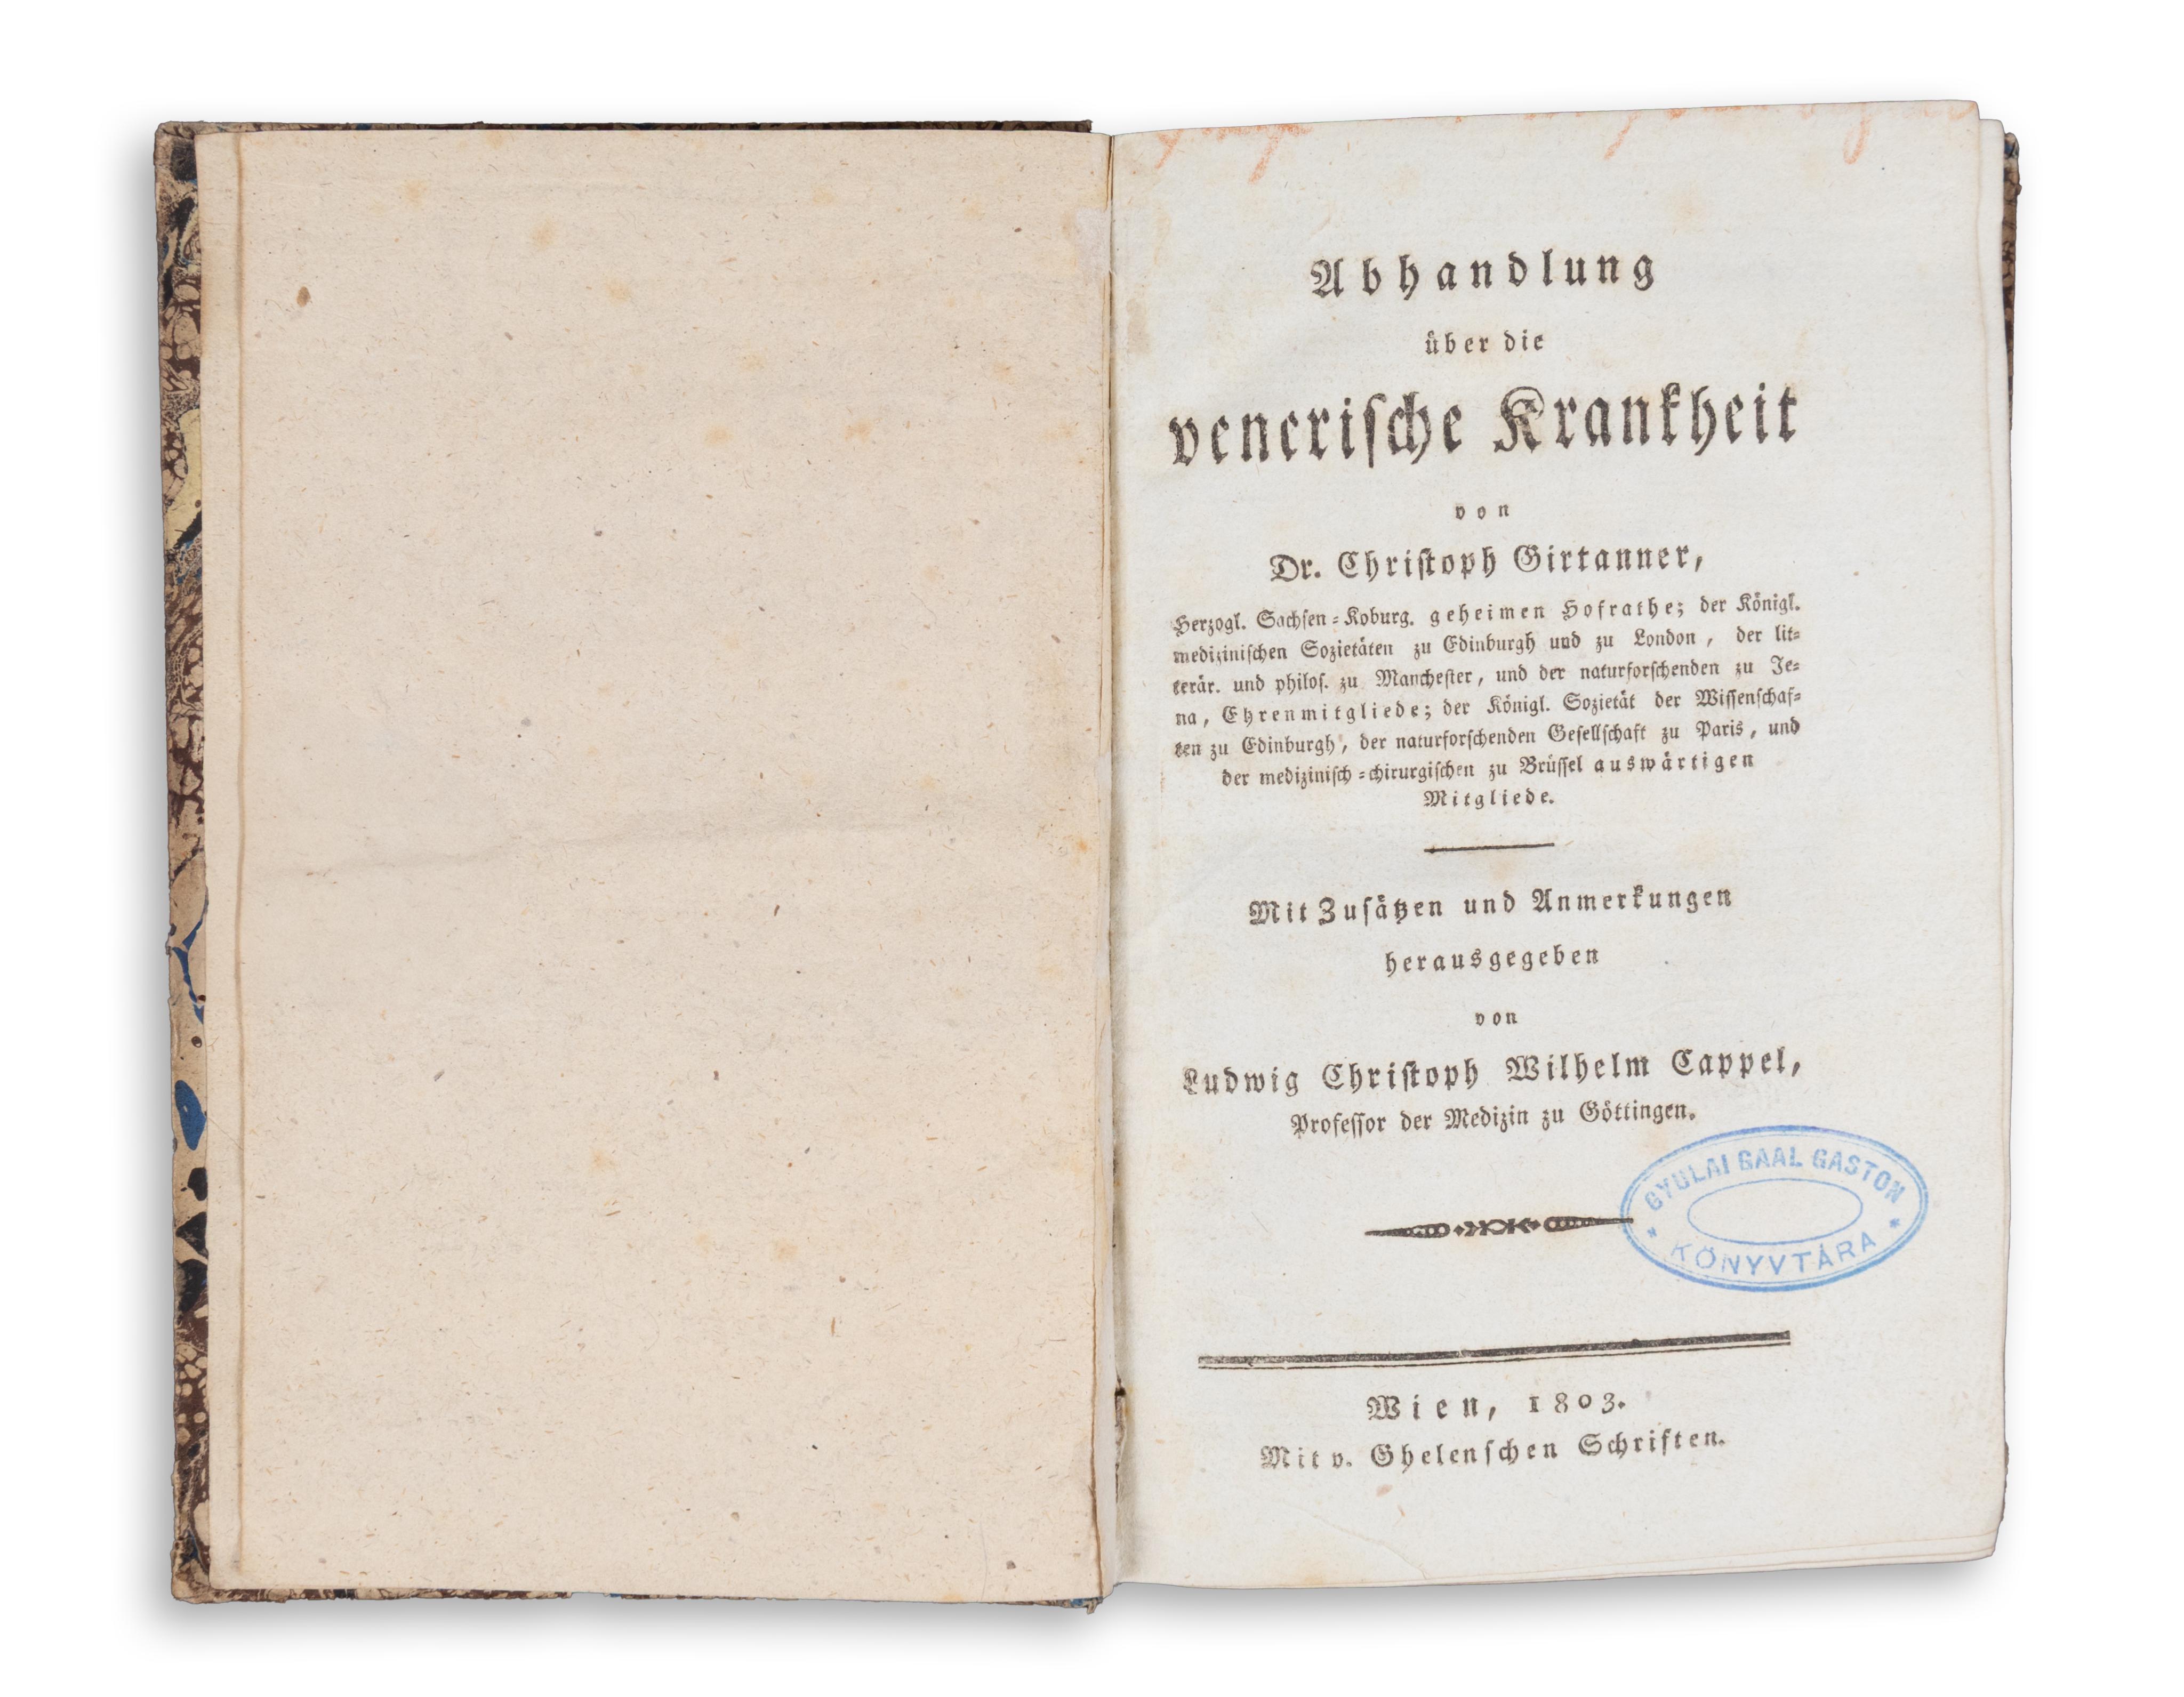 Abhandlung
über die
veneriſche Krankheit
von
Dr. Chriſtoph Girtanner,
Herzogl. Sachſen=Koburg. geheimen Hofrathe; der Königl.
mediziniſchen Sozietäten zu Edinburgh und zu London, der lit=
terär. und philoſ. zu Mancheſter, und der naturforſchenden zu Je=
na, Ehrenmitgliede; der Königl. Sozietät der Wiſſenſchaf=
ten zu Edinburgh, der naturforſchenden Geſellſchaft zu Paris, und
der mediziniſch=chirurgiſchen zu Brüſſel auswärtigen
Mitgliede.
Mit Zuſätzen und Anmerkungen
herausgegeben
von
Ludwig Chriſtoph Wilhelm Cappel,
Profeſſor der Medizin zu Göttingen.
GYULAI GAAL GASTON
* KÖNYVTÁRA *
Wien, 1803.
Mit v. Ghelenſchen Schriften.